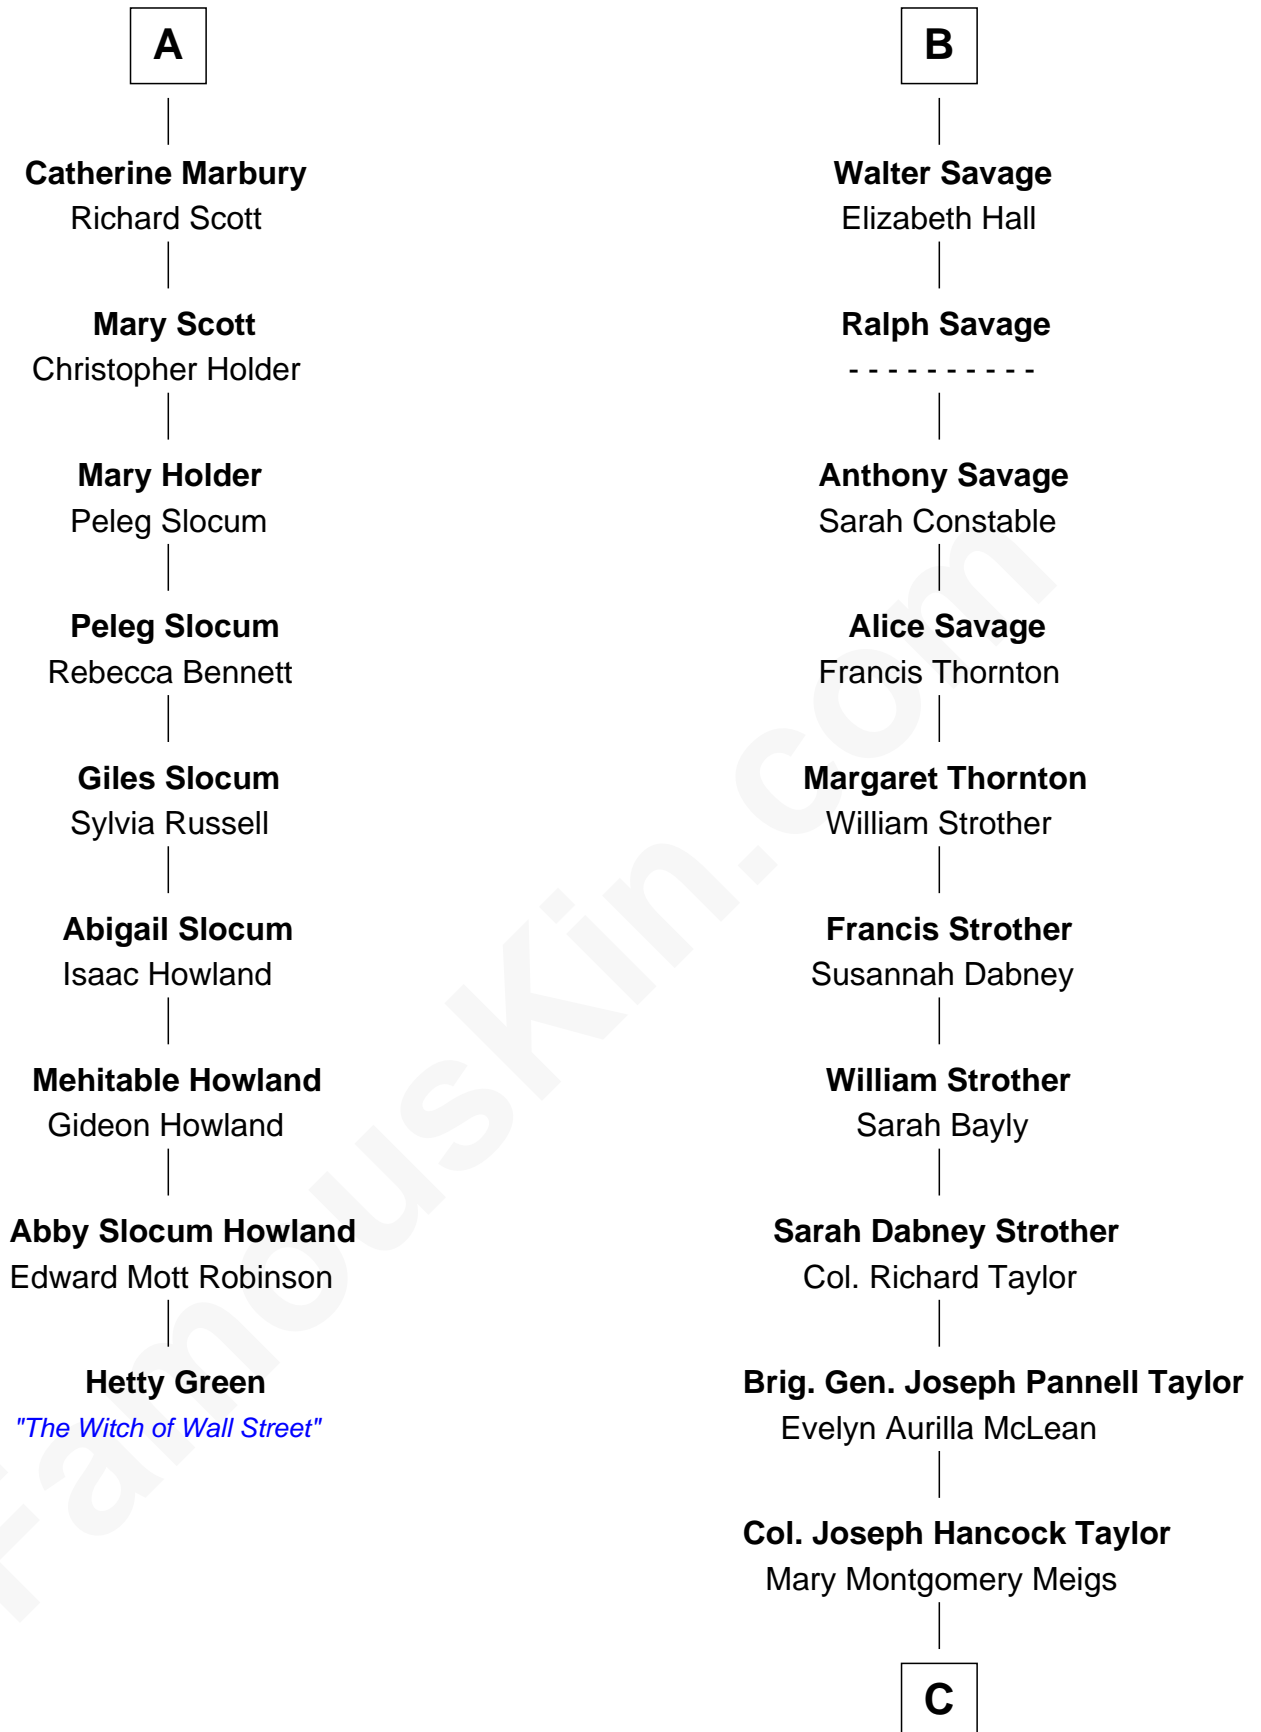 A
Catherine Marbury
Richard Scott
Mary Scott
Christopher Holder
Mary Holder
Peleg Slocum
Peleg Slocum
Rebecca Bennett
Giles Slocum
Sylvia Russell
Abigail Slocum
Isaac Howland
Mehitable Howland
Gideon Howland
Abby Slocum Howland
Edward Mott Robinson
Hetty Green
"The Witch of Wall Street"
B
Walter Savage
Elizabeth Hall
Ralph Savage
- - - - - - - - - -
Anthony Savage
Sarah Constable
Alice Savage
Francis Thornton
Margaret Thornton
William Strother
Francis Strother
Susannah Dabney
William Strother
Sarah Bayly
Sarah Dabney Strother
Col. Richard Taylor
Brig. Gen. Joseph Pannell Taylor
Evelyn Aurilla McLean
Col. Joseph Hancock Taylor
Mary Montgomery Meigs
C
FamousKin.com